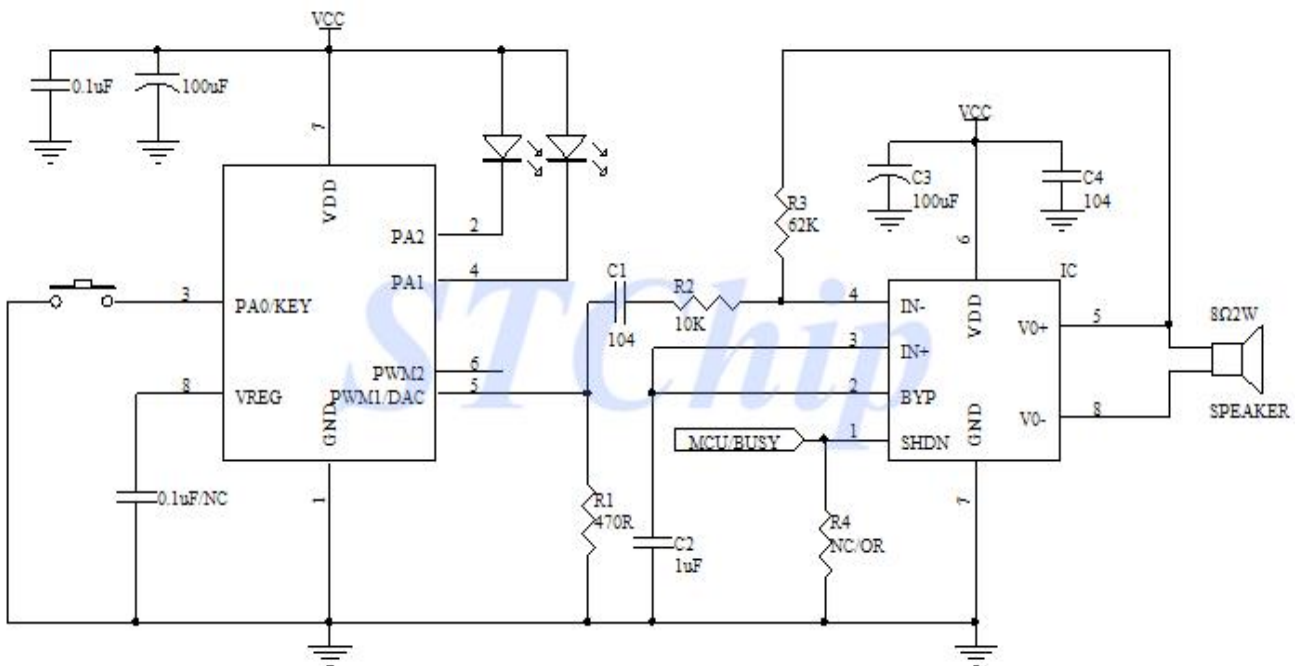 VCC
0.1uF
100uF
7
VDD
PA2
2
PA1
4
3
PA0/KEY
PWM2
6
8
VREG
PWM1/DAC
5
GND
1
0.1uF/NC
C1
104
R2
10K
R3
62K
R1
470R
C2
1uF
MCU/BUSY
R4
NC/OR
VCC
C3
100uF
C4
104
6
IC
VDD
4
IN-
3
IN+
2
BYP
1
SHDN
V0+
5
V0-
8
GND
7
8Ω2W
SPEAKER
STChip